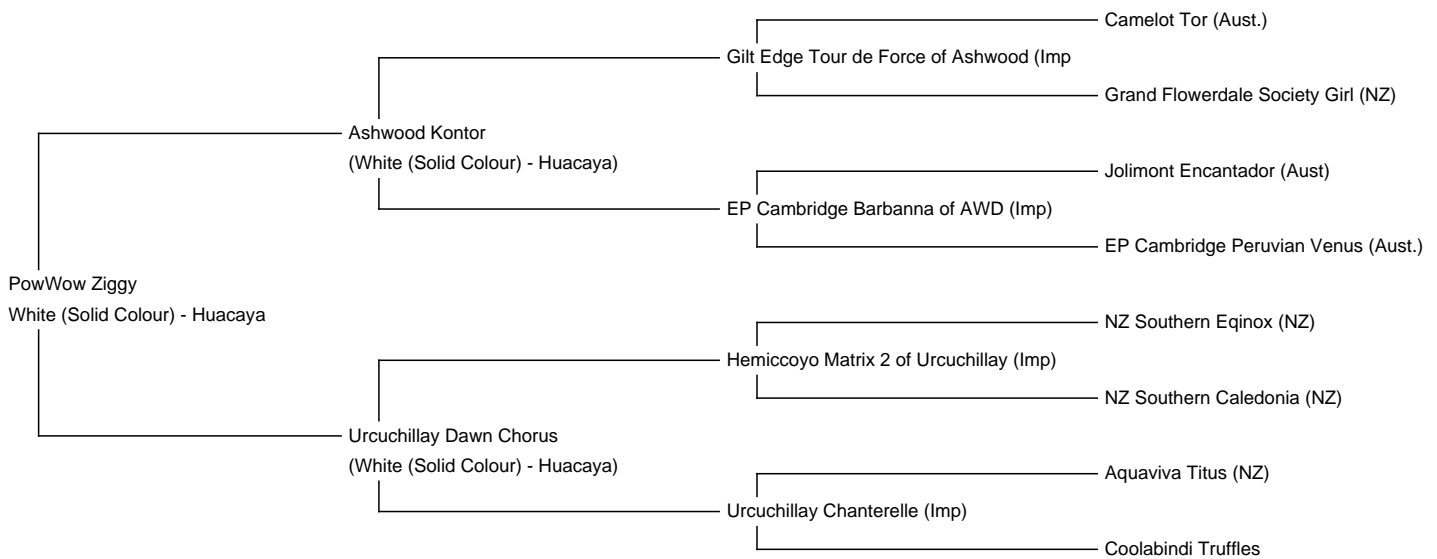 Camelot Tor (Aust.)
Gilt Edge Tour de Force of Ashwood (Imp
Grand Flowerdale Society Girl (NZ)
Ashwood Kontor
(White (Solid Colour) - Huacaya)
Jolimont Encantador (Aust)
EP Cambridge Barbanna of AWD (Imp)
EP Cambridge Peruvian Venus (Aust.)
PowWow Ziggy
White (Solid Colour) - Huacaya
NZ Southern Eqinox (NZ)
Hemiccoyo Matrix 2 of Urcuchillay (Imp)
NZ Southern Caledonia (NZ)
Urcuchillay Dawn Chorus
(White (Solid Colour) - Huacaya)
Aquaviva Titus (NZ)
Urcuchillay Chanterelle (Imp)
Coolabindi Truffles